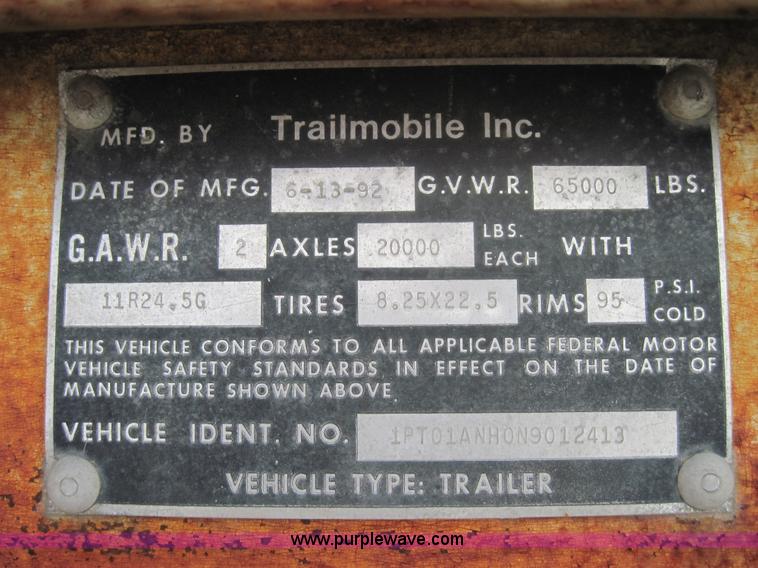 MFD. BY Trailmobile Inc.
DATE OF MFG. 6-13-92 G.V.W.R. 65000 LBS.
G.A.W.R. 2 AXLES 20000 LBS. EACH WITH
11R24.5G TIRES 8.25X22.5 RIMS 95 P.S.I. COLD
THIS VEHICLE CONFORMS TO ALL APPLICABLE FEDERAL MOTOR
VEHICLE SAFETY STANDARDS IN EFFECT ON THE DATE OF
MANUFACTURE SHOWN ABOVE
VEHICLE IDENT. NO. 1PT01ANH0N9012413
VEHICLE TYPE: TRAILER
www.purplewave.com